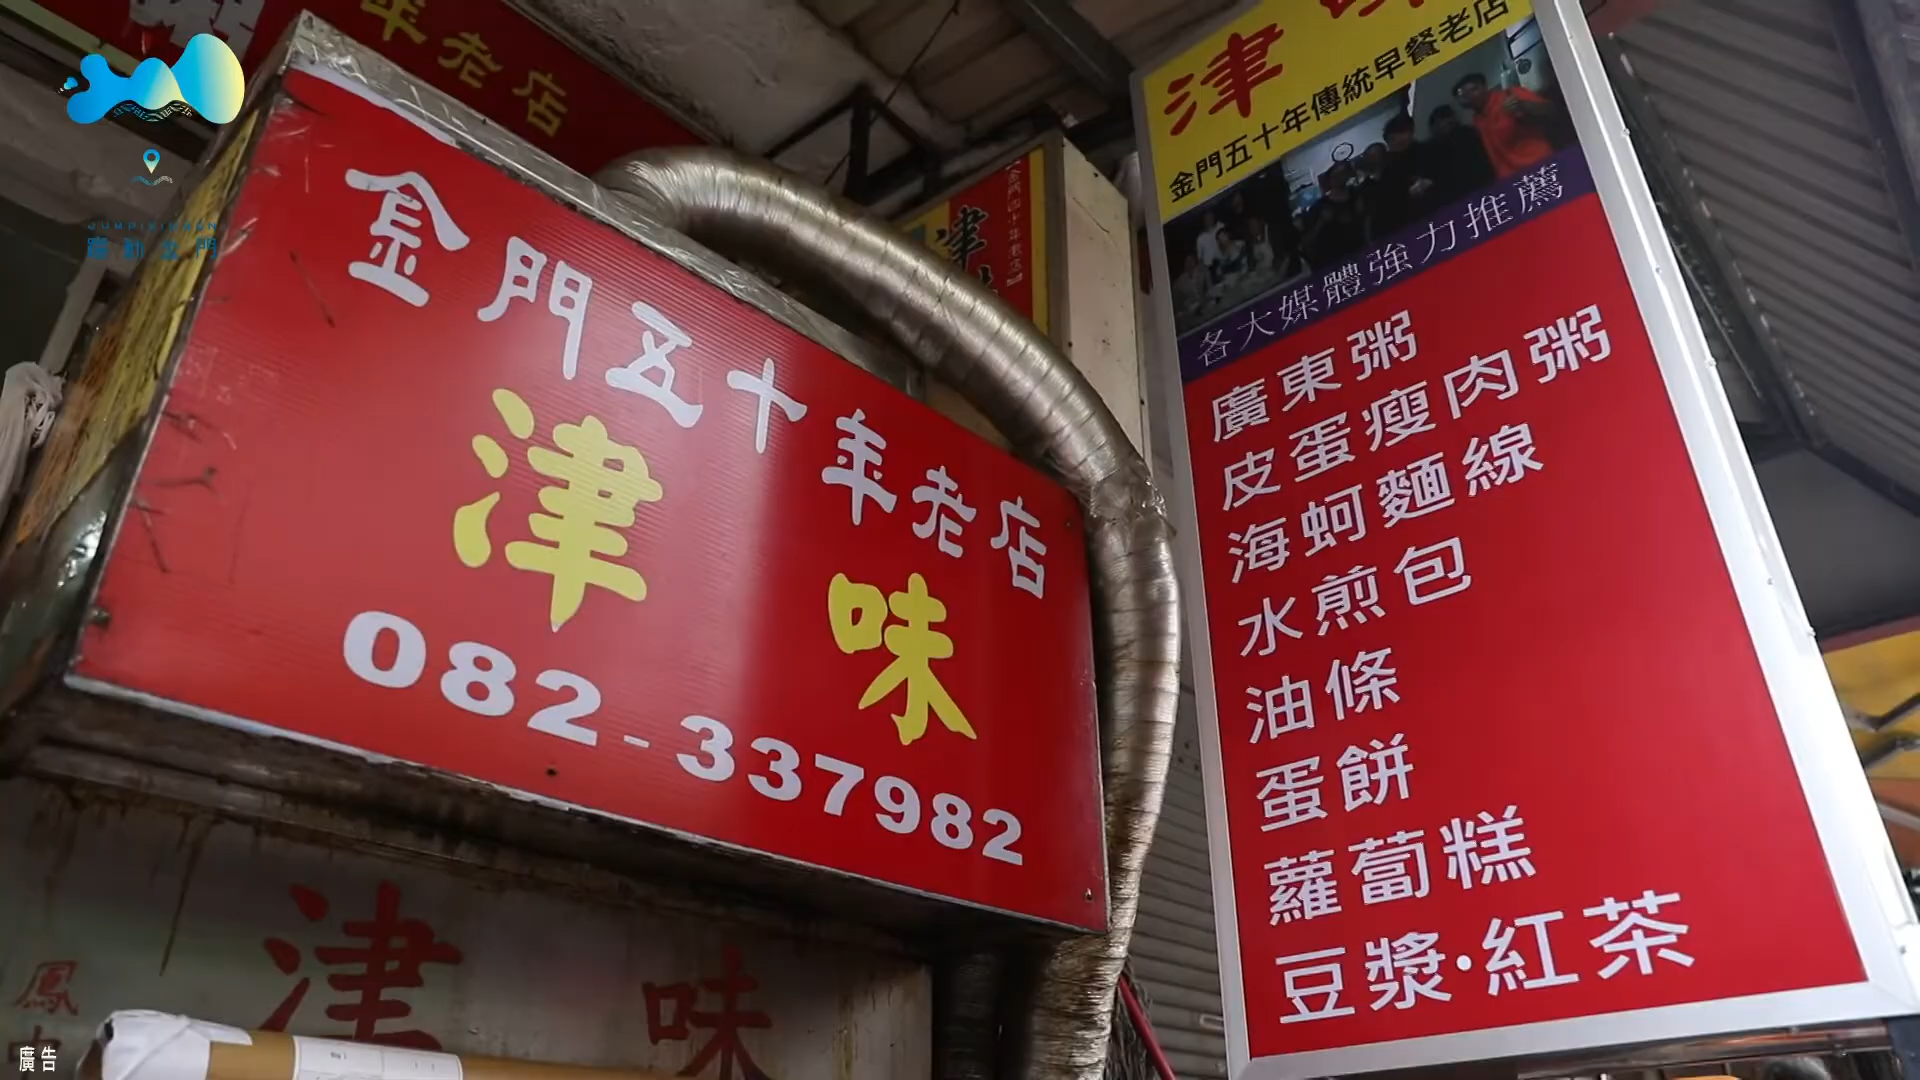 年老店
金門五十年老店
津味
082-337982
津味
鳳
津
金門五十年傳統早餐老店
各大媒體強力推薦
廣東粥
皮蛋瘦肉粥
海蚵麵線
水煎包
油條
蛋餅
蘿蔔糕
豆漿·紅茶
津
廣告